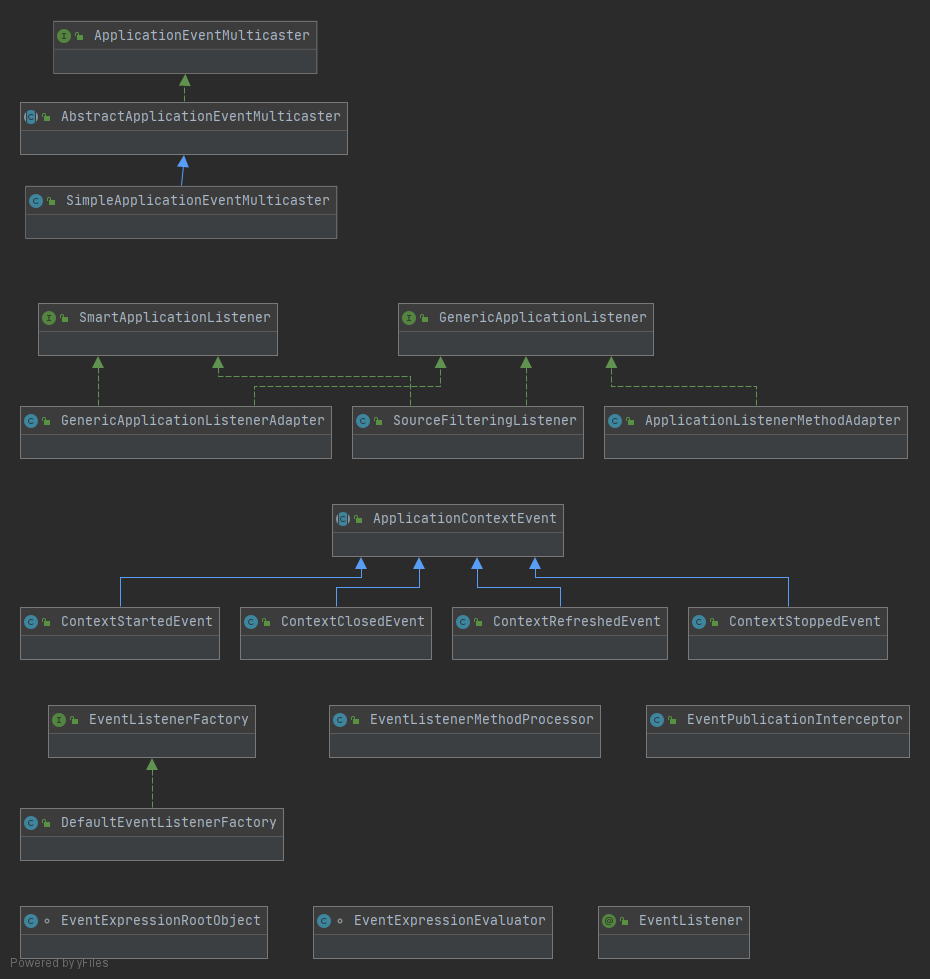 ApplicationEventMulticaster
AbstractApplicationEventMulticaster
SimpleApplicationEventMulticaster
SmartApplicationListener
GenericApplicationListener
GenericApplicationListenerAdapter
SourceFilteringListener
ApplicationListenerMethodAdapter
ApplicationContextEvent
ContextStartedEvent
ContextClosedEvent
ContextRefreshedEvent
ContextStoppedEvent
EventListenerFactory
EventListenerMethodProcessor
EventPublicationInterceptor
DefaultEventListenerFactory
EventExpressionRootObject
EventExpressionEvaluator
EventListener
Powered by yFiles